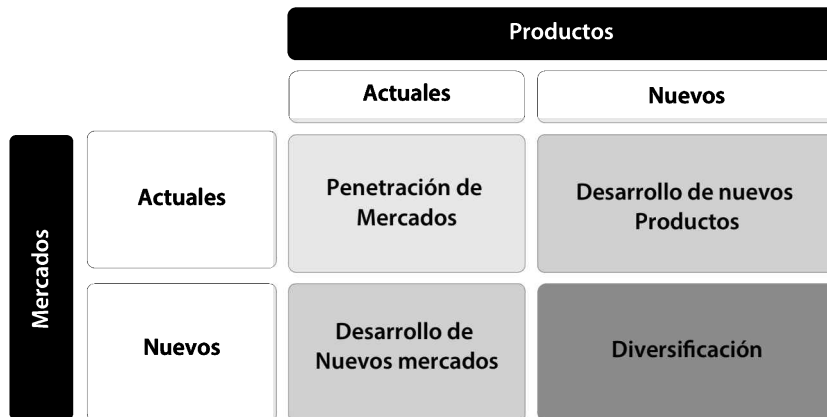 Productos
Actuales
Nuevos
Mercados
Actuales
Penetración de
Mercados
Desarrollo de nuevos
Productos
Nuevos
Desarrollo de
Nuevos mercados
Diversificación